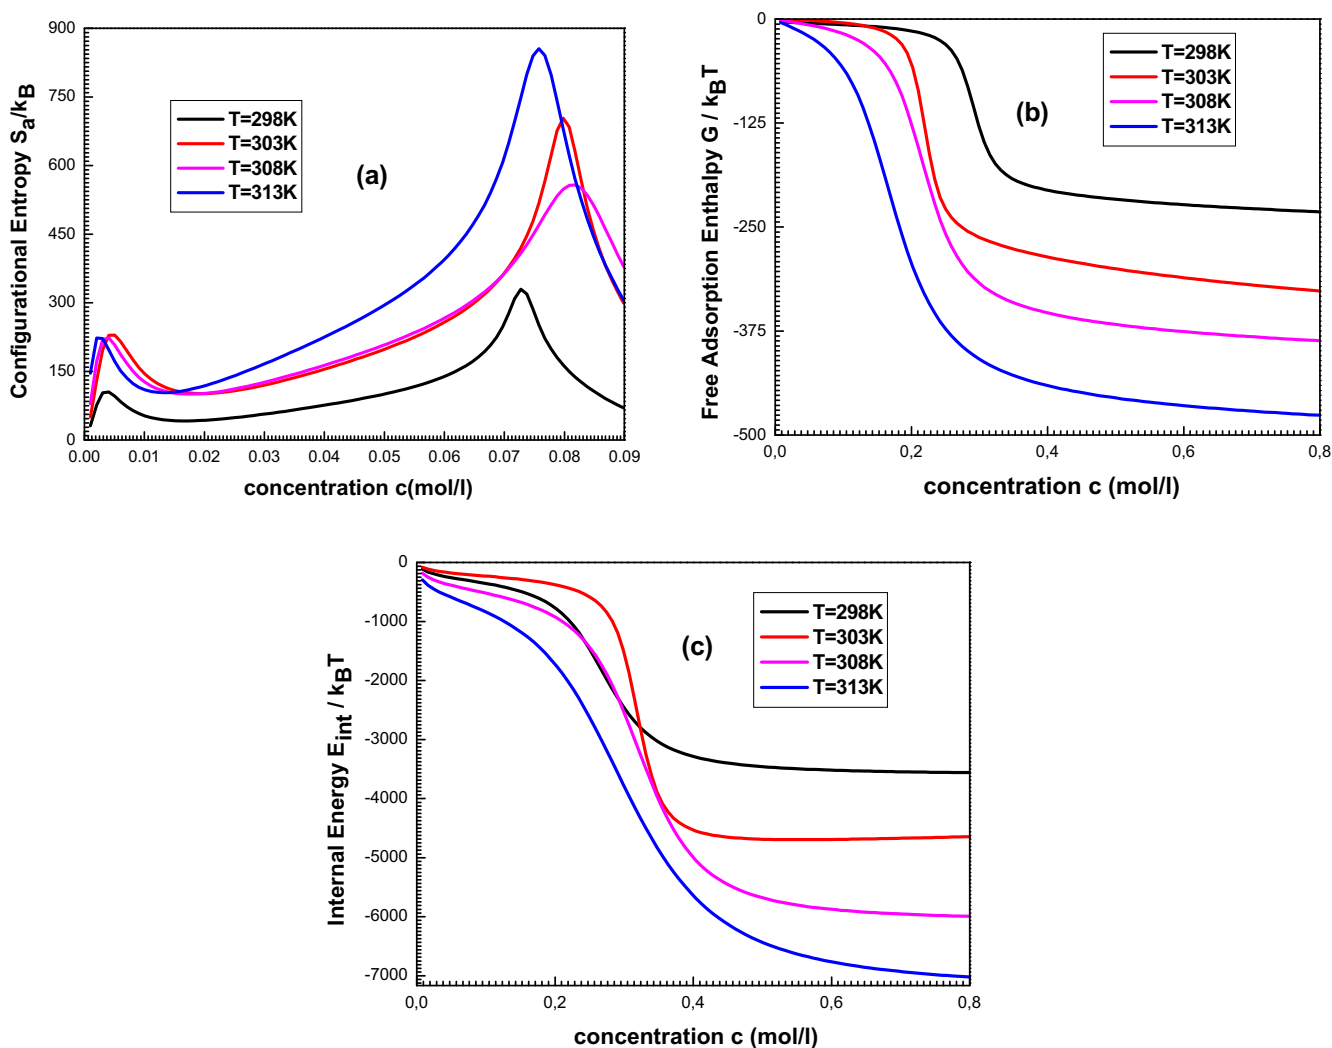 900
750
600
450
300
150
0
Configurational Entropy Sa/kB
T=298K
T=303K
T=308K
T=313K
(a)
0.00 0.01 0.02 0.03 0.04 0.05 0.06 0.07 0.08 0.09
concentration c(mol/l)
0
-125
-250
-375
-500
Free Adsorption Enthalpy G / kBT
T=298K
T=303K
T=308K
T=313K
(b)
0,0 0,2 0,4 0,6 0,8
concentration c (mol/l)
0
-1000
-2000
-3000
-4000
-5000
-6000
-7000
Internal Energy Eint / kBT
T=298K
T=303K
T=308K
T=313K
(c)
0,0 0,2 0,4 0,6 0,8
concentration c (mol/l)